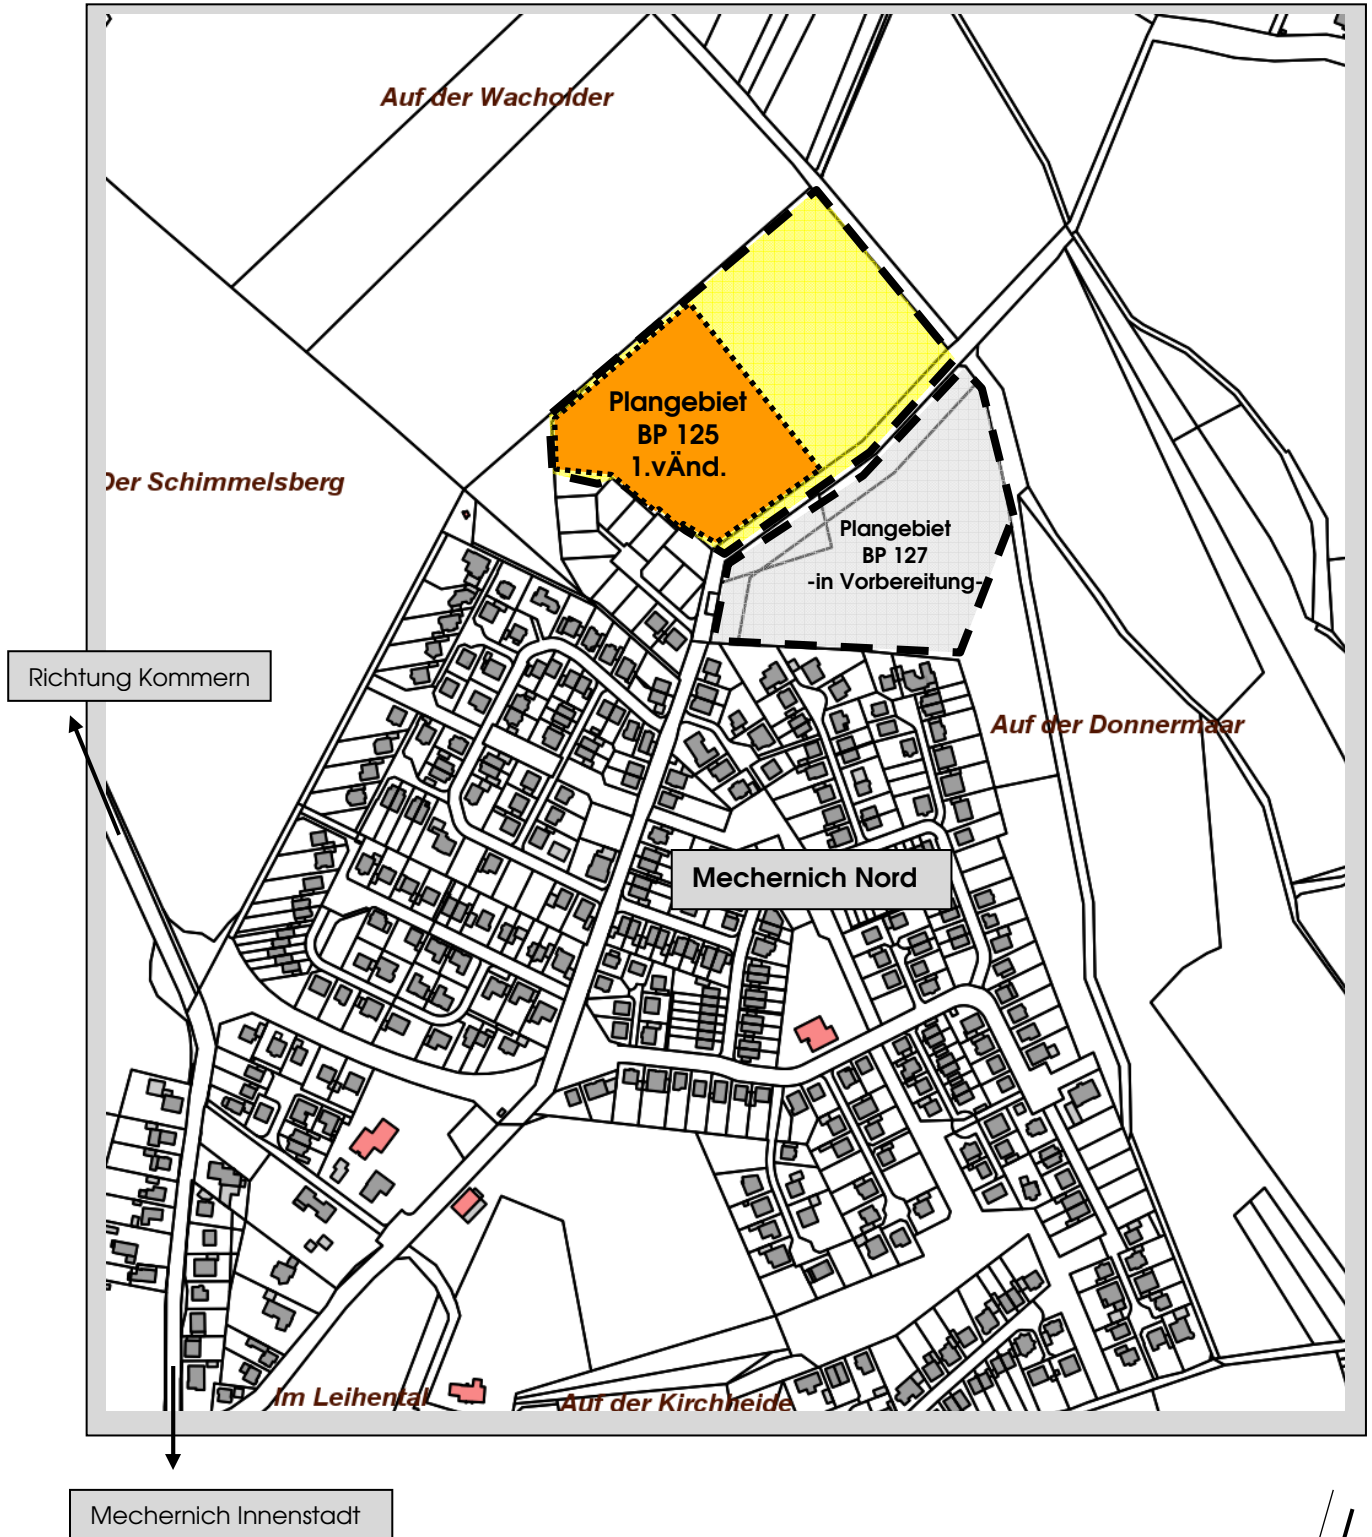 Auf der Wacholder
Plangebiet
BP 125
1.vÄnd.
Der Schimmelsberg
Plangebiet
BP 127
-in Vorbereitung-
Richtung Kommern
Auf der Donnermaar
Mechernich Nord
Im Leihental
Auf der Kirchheide
Mechernich Innenstadt